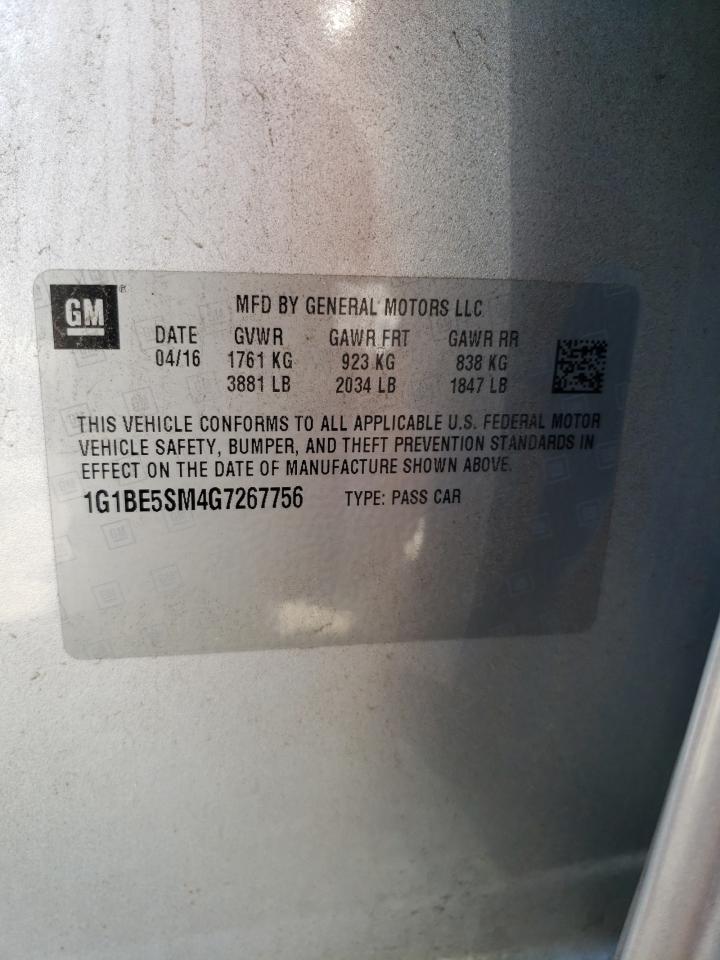 GM ®
MFD BY GENERAL MOTORS LLC
DATE GVWR GAWR FRT GAWR RR
04/16 1761 KG 923 KG 838 KG
3881 LB 2034 LB 1847 LB
THIS VEHICLE CONFORMS TO ALL APPLICABLE U.S. FEDERAL MOTOR
VEHICLE SAFETY, BUMPER, AND THEFT PREVENTION STANDARDS IN
EFFECT ON THE DATE OF MANUFACTURE SHOWN ABOVE.
1G1BE5SM4G7267756 TYPE: PASS CAR